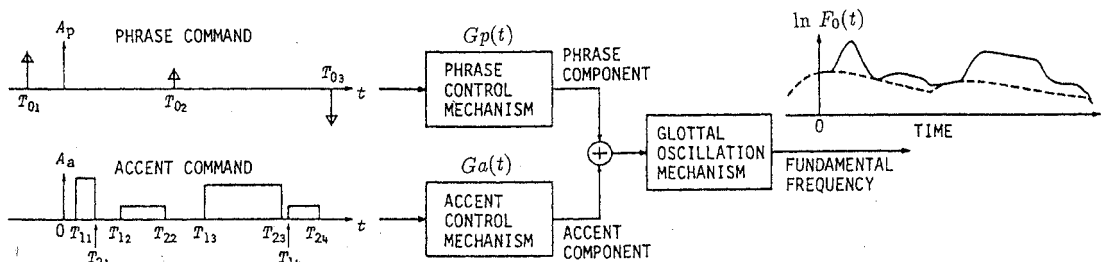 Ap
PHRASE COMMAND
T01
T02
T03
t
Gp(t)
PHRASE
CONTROL
MECHANISM
PHRASE
COMPONENT
Aa
ACCENT COMMAND
0
T11
T21
T12
T22
T13
T23
T14
T24
t
Ga(t)
ACCENT
CONTROL
MECHANISM
ACCENT
COMPONENT
+
GLOTTAL
OSCILLATION
MECHANISM
ln F0(t)
0
TIME
FUNDAMENTAL
FREQUENCY